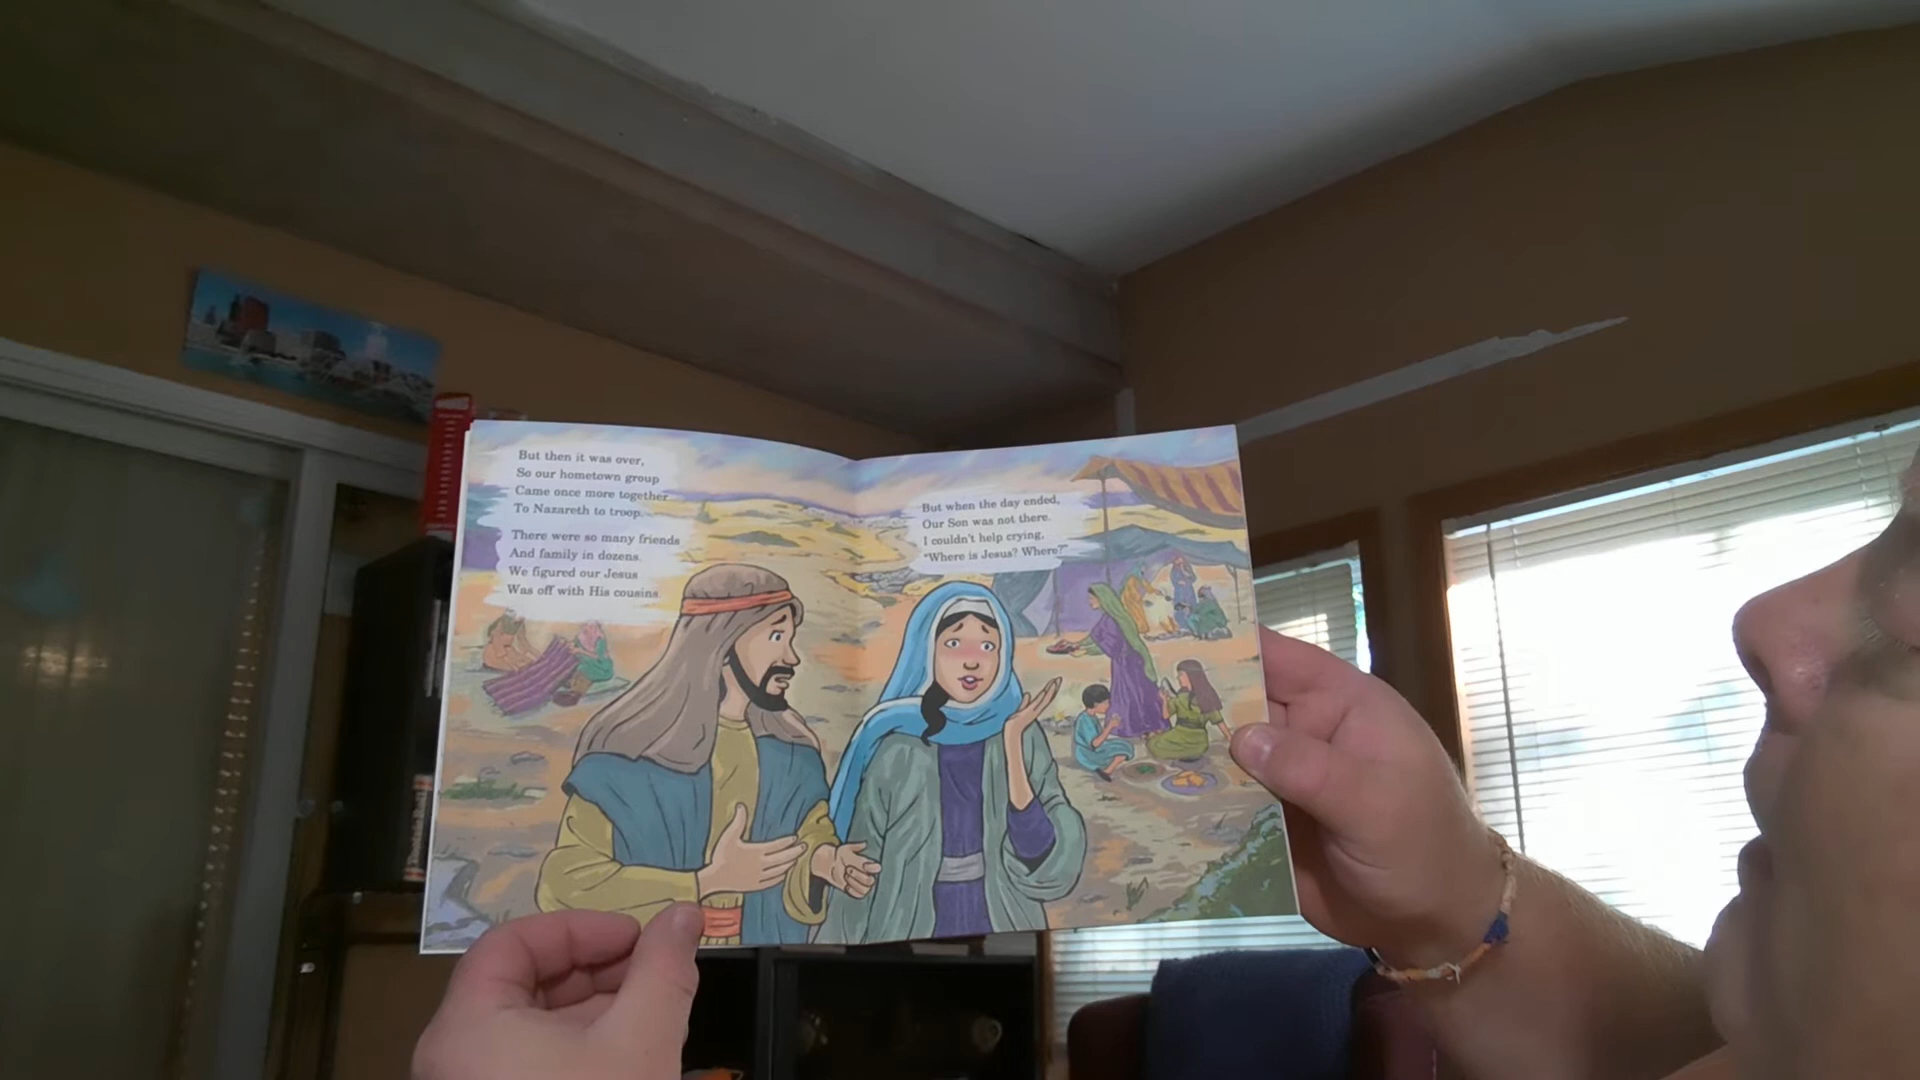 But then it was over,
So our hometown group
Came once more together
To Nazareth to troop.
There were so many friends
And family in dozens.
We figured our Jesus
Was off with His cousins.
But when the day ended,
Our Son was not there.
I couldn't help crying,
"Where is Jesus? Where?"